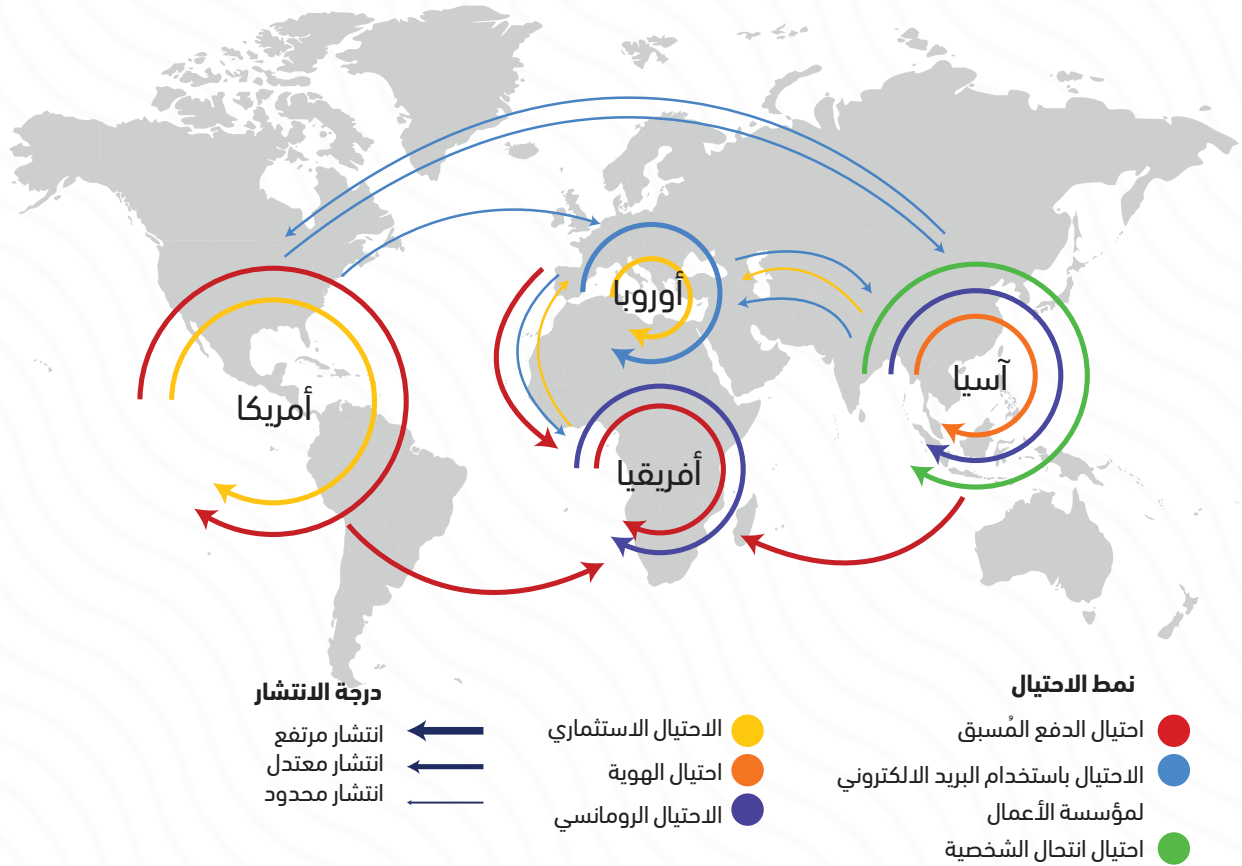 أوروبا
آسيا
أمريكا
أفريقيا
نمط الاحتيال
احتيال الدفع المُسبق
الاحتيال باستخدام البريد الالكتروني
لمؤسسة الأعمال
احتيال انتحال الشخصية
الاحتيال الاستثماري
احتيال الهوية
الاحتيال الرومانسي
درجة الانتشار
انتشار مرتفع
انتشار معتدل
انتشار محدود